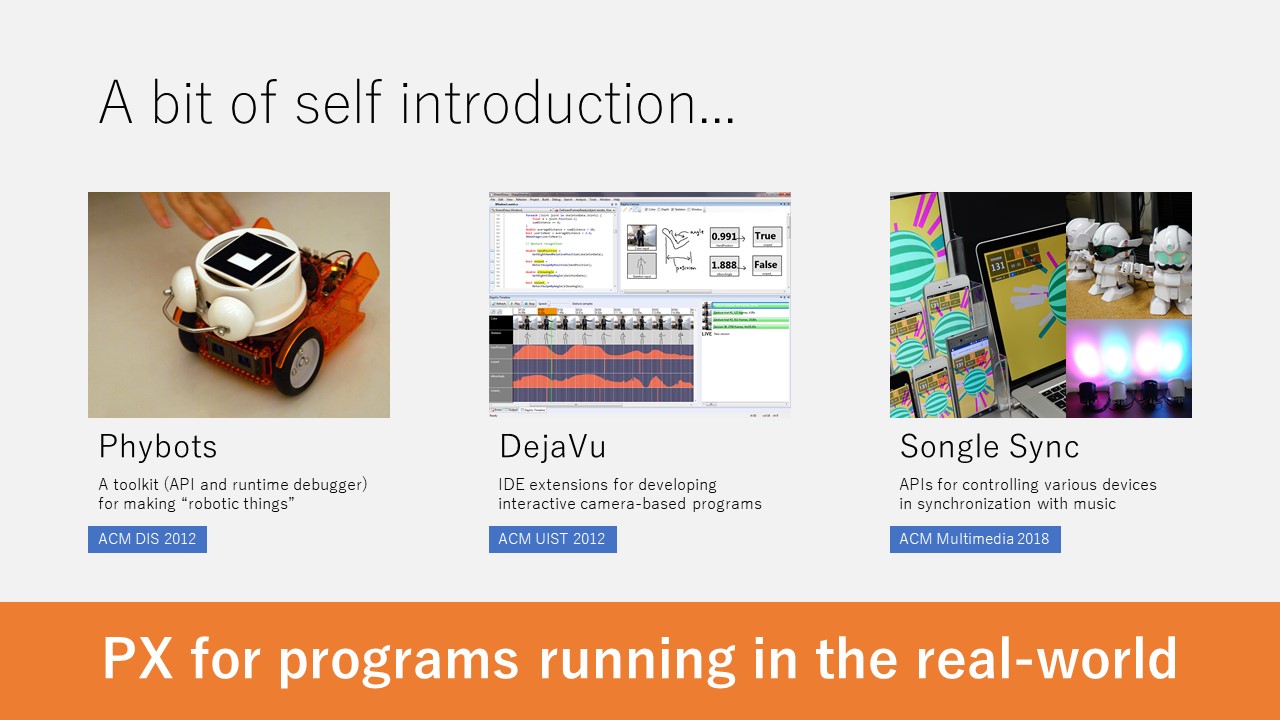 A bit of self introduction...
0.991
True
1.888
False
angle
position
LIVE
131
Phybots
A toolkit (API and runtime debugger)
for making “robotic things”
ACM DIS 2012
DejaVu
IDE extensions for developing
interactive camera-based programs
ACM UIST 2012
Songle Sync
APIs for controlling various devices
in synchronization with music
ACM Multimedia 2018
PX for programs running in the real-world